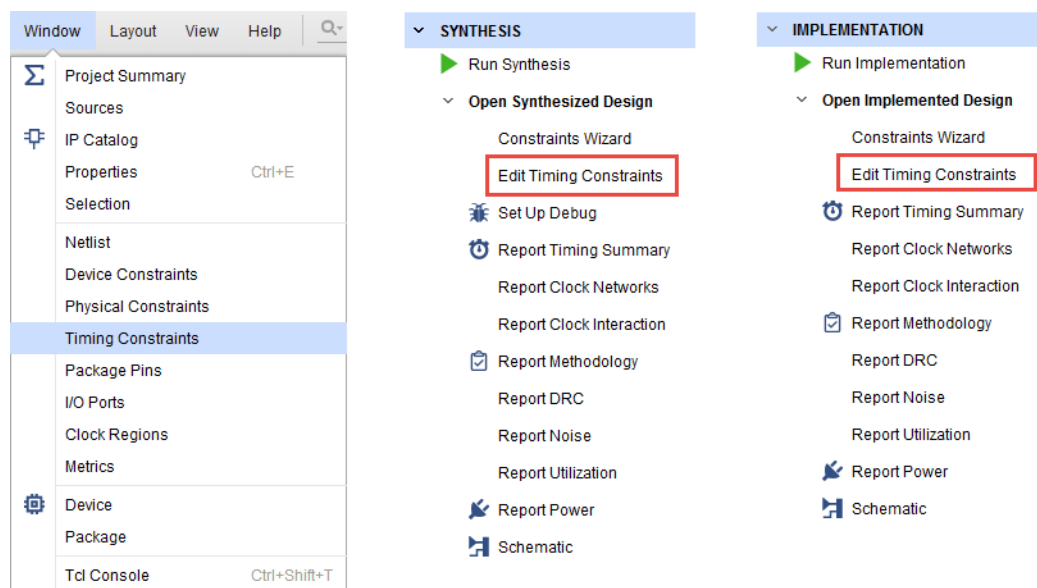 Window Layout View Help
Project Summary
Sources
IP Catalog
Properties Ctrl+E
Selection
Netlist
Device Constraints
Physical Constraints
Timing Constraints
Package Pins
I/O Ports
Clock Regions
Metrics
Device
Package
Tcl Console Ctrl+Shift+T
SYNTHESIS
Run Synthesis
Open Synthesized Design
Constraints Wizard
Edit Timing Constraints
Set Up Debug
Report Timing Summary
Report Clock Networks
Report Clock Interaction
Report Methodology
Report DRC
Report Noise
Report Utilization
Report Power
Schematic
IMPLEMENTATION
Run Implementation
Open Implemented Design
Constraints Wizard
Edit Timing Constraints
Report Timing Summary
Report Clock Networks
Report Clock Interaction
Report Methodology
Report DRC
Report Noise
Report Utilization
Report Power
Schematic